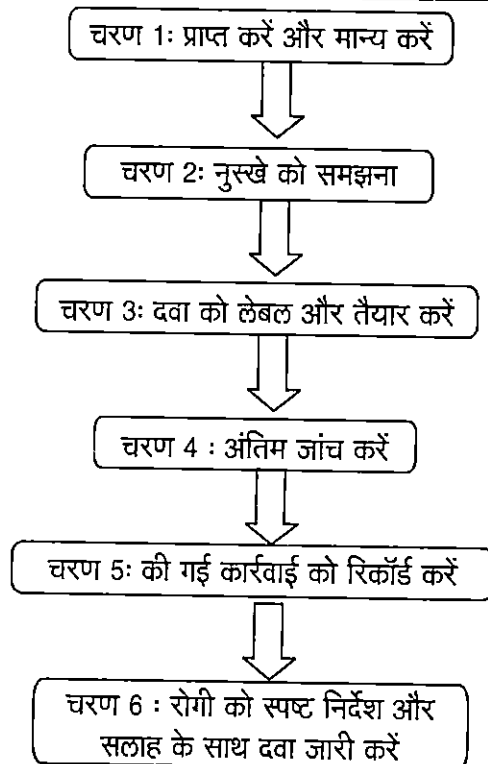 चरण 1: प्राप्त करें और मान्य करें
चरण 2: नुस्खे को समझना
चरण 3: दवा को लेबल और तैयार करें
चरण 4 : अंतिम जांच करें
चरण 5: की गई कार्रवाई को रिकॉर्ड करें
चरण 6 : रोगी को स्पष्ट निर्देश और
सलाह के साथ दवा जारी करें